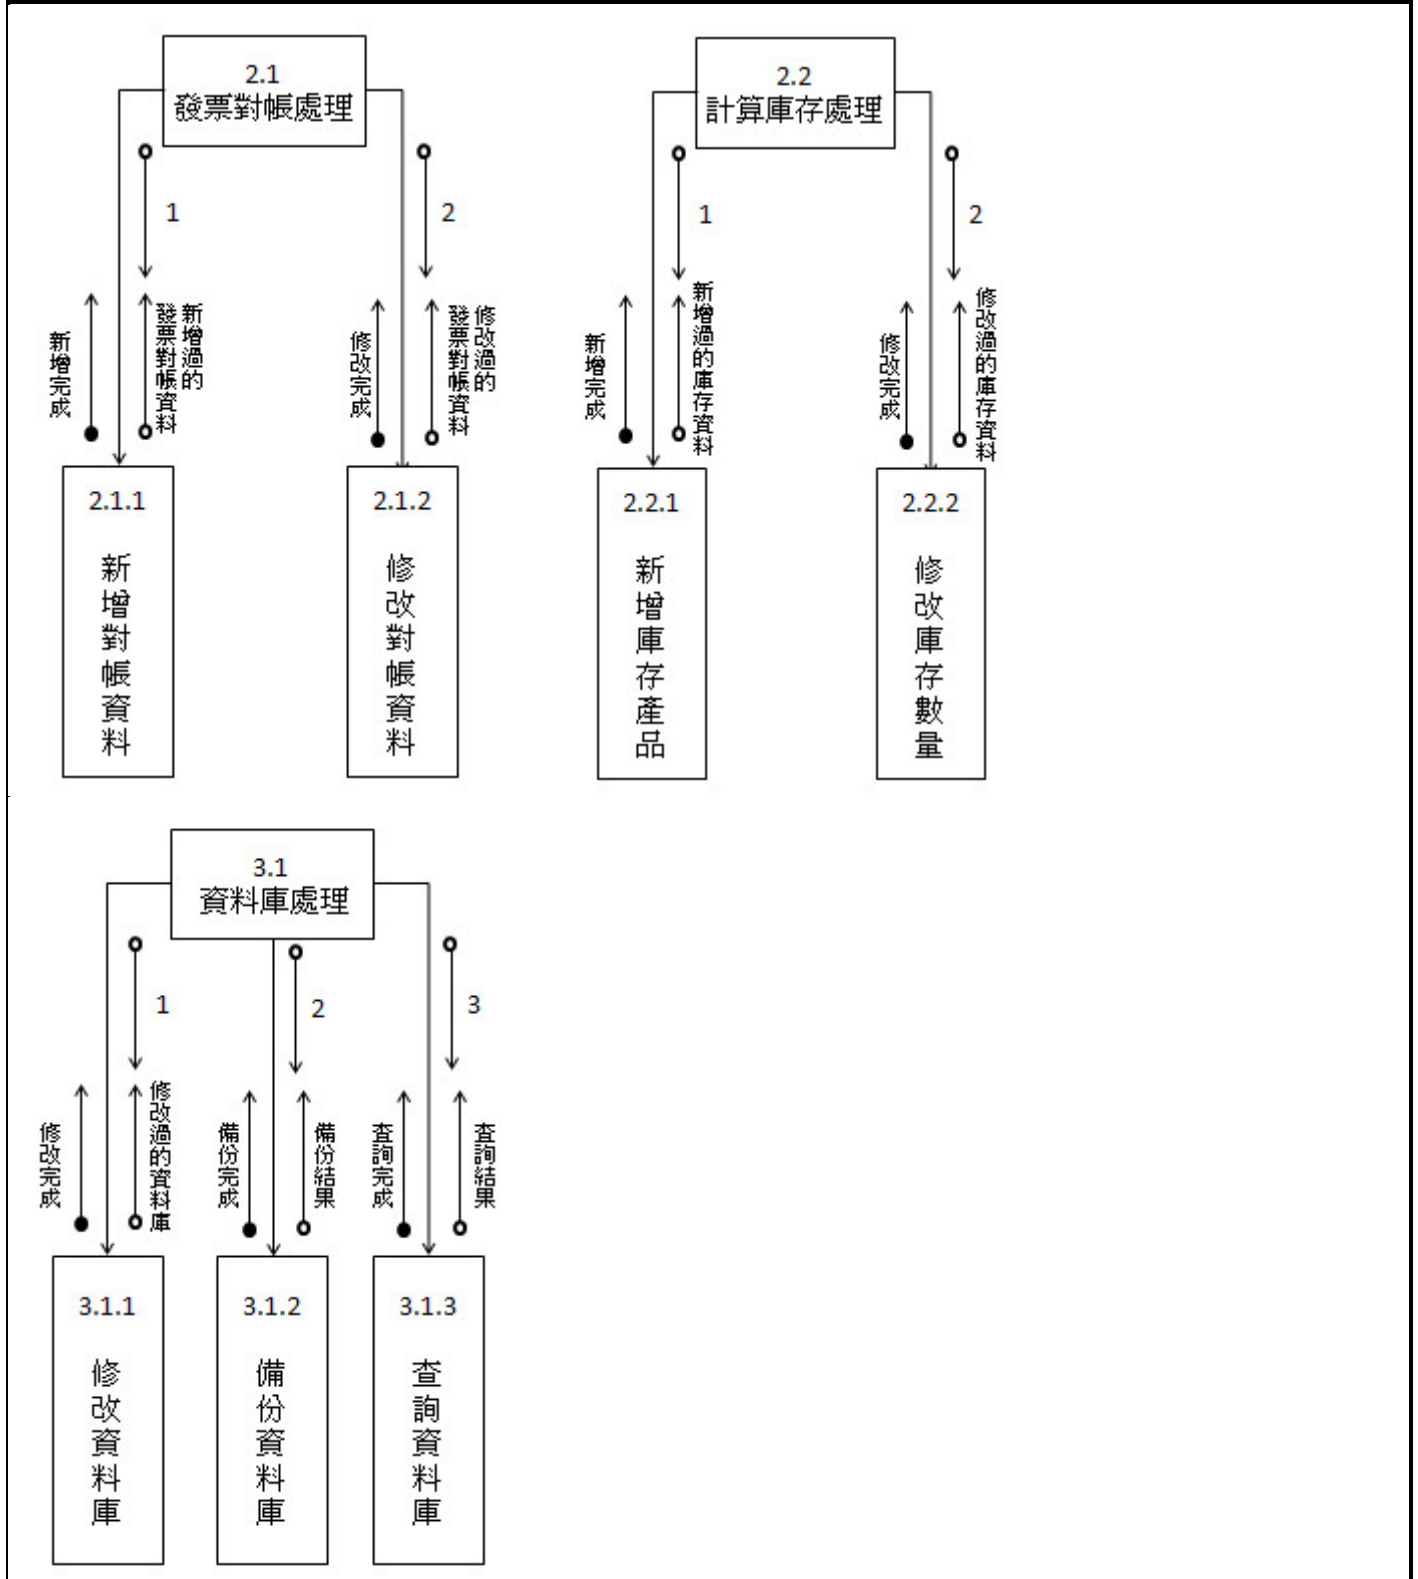 2.1
發票對帳處理
1
2
新增完成
新增過的
發票對帳資料
修改完成
修改過的
發票對帳資料
2.1.1
新增對帳資料
2.1.2
修改對帳資料
2.2
計算庫存處理
1
2
新增完成
新增過的庫存資料
修改完成
修改過的庫存資料
2.2.1
新增庫存產品
2.2.2
修改庫存數量
3.1
資料庫處理
1
2
3
修改完成
修改過的資料庫
備份完成
備份結果
查詢完成
查詢結果
3.1.1
修改資料庫
3.1.2
備份資料庫
3.1.3
查詢資料庫